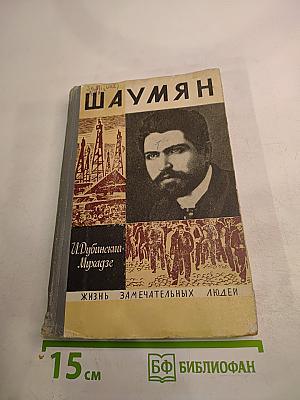 ШАУМЯН
И. Дубинский-
Мухадзе
ЖИЗНЬ ЗАМЕЧАТЕЛЬНЫХ ЛЮДЕЙ
15 см
БФ БИБЛИОФАН